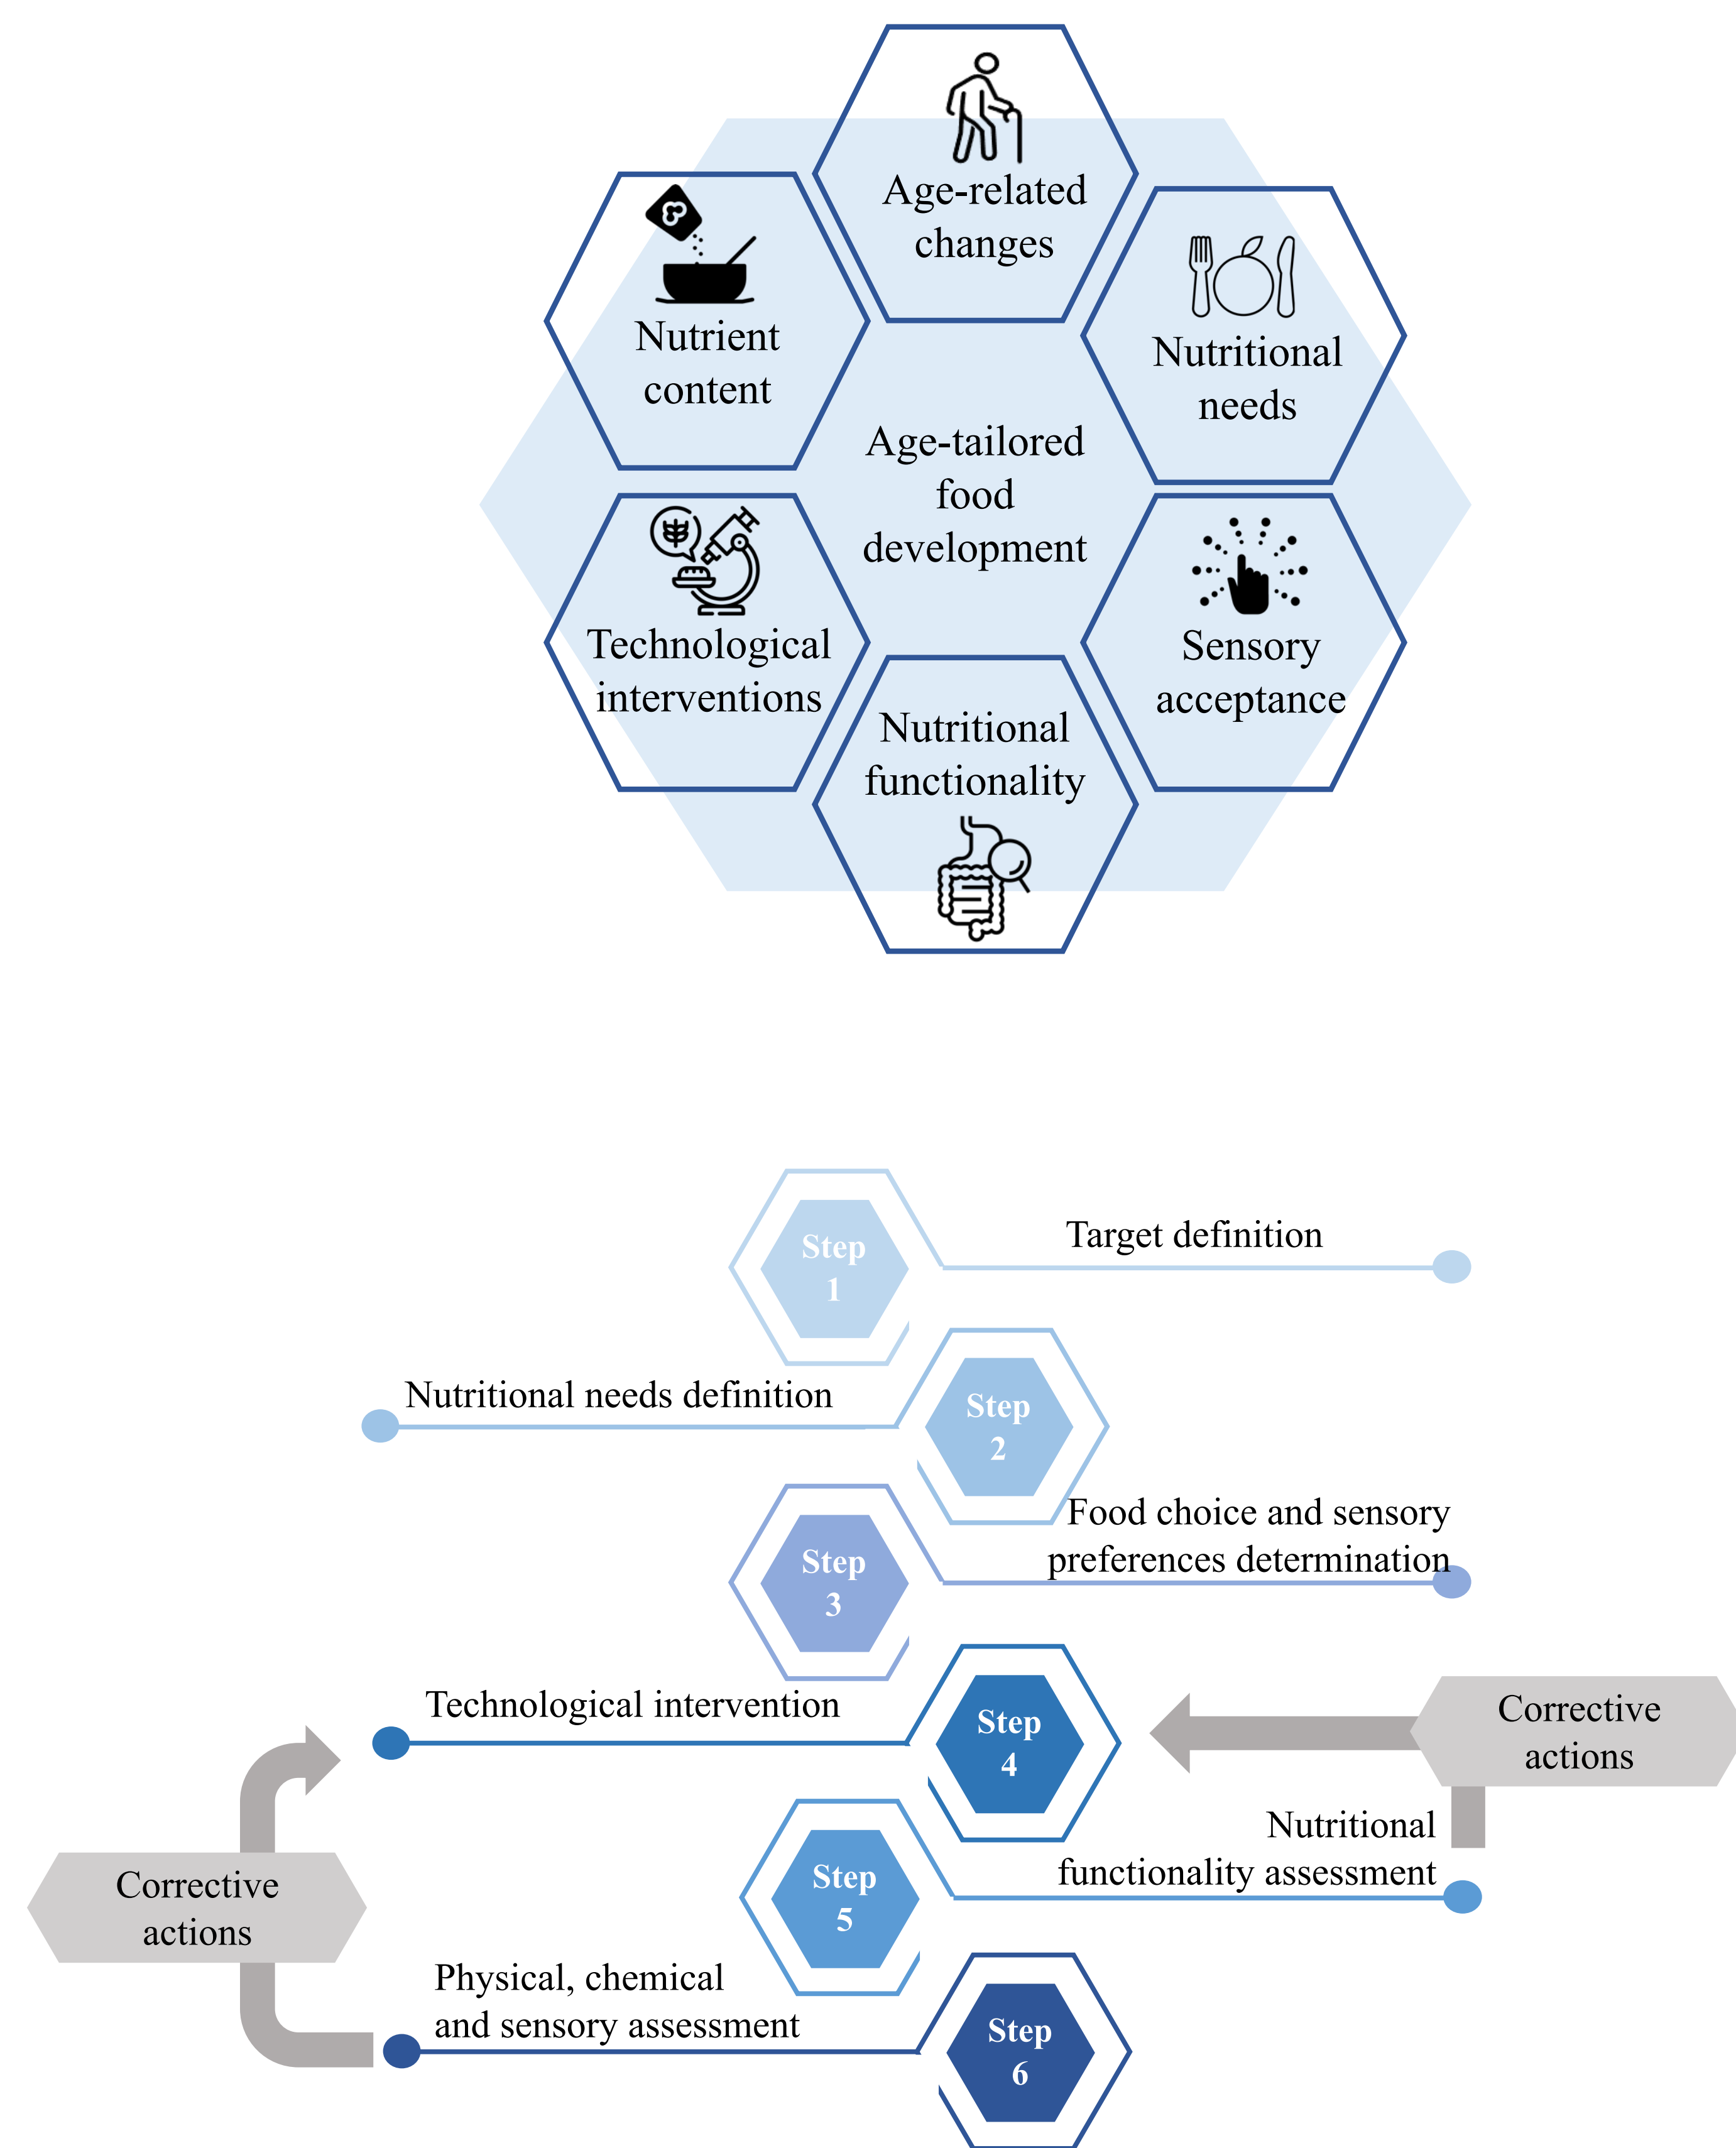 Age-related
changes
Nutrient
content
Nutritional
needs
Age-tailored
food
development
Technological
interventions
Sensory
acceptance
Nutritional
functionality
Step
1
Target definition
Nutritional needs definition
Step
2
Step
3
Food choice and sensory
preferences determination
Technological intervention
Step
4
Corrective
actions
Step
5
Nutritional
functionality assessment
Corrective
actions
Physical, chemical
and sensory assessment
Step
6